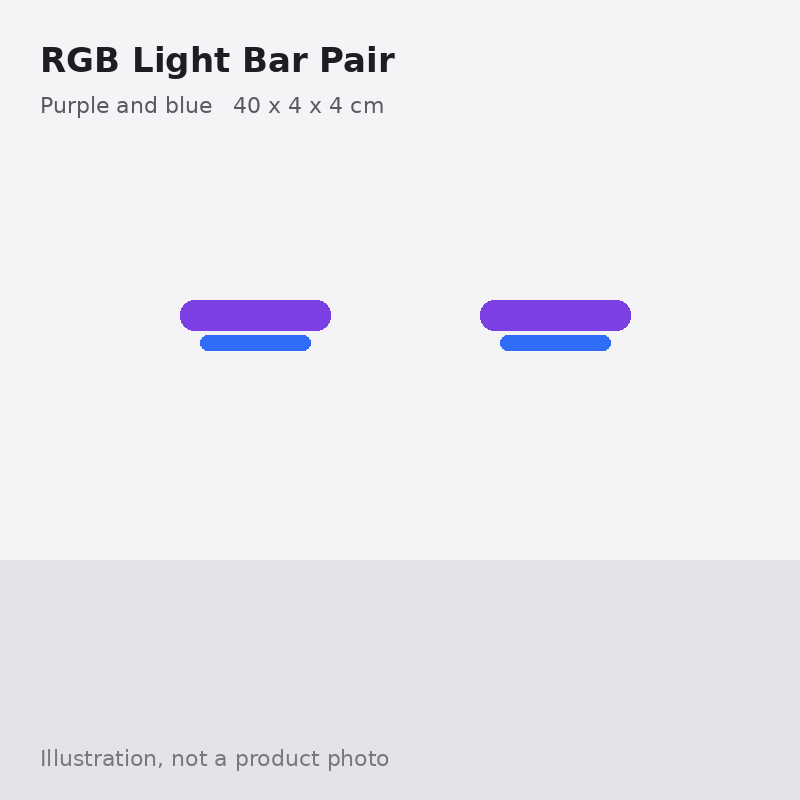 RGB Light Bar Pair
Purple and blue   40 x 4 x 4 cm
Illustration, not a product photo